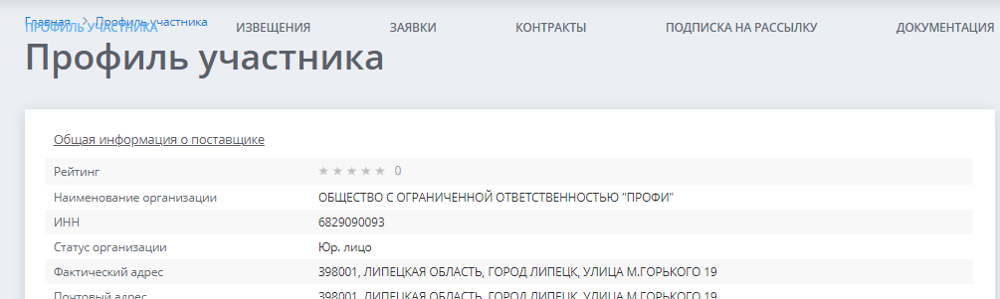 Главная > Профиль участника
ПРОФИЛЬ УЧАСТНИКА ИЗВЕЩЕНИЯ ЗАЯВКИ КОНТРАКТЫ ПОДПИСКА НА РАССЫЛКУ ДОКУМЕНТАЦИЯ
Профиль участника
Общая информация о поставщике
Рейтинг 0
Наименование организации ОБЩЕСТВО С ОГРАНИЧЕННОЙ ОТВЕТСТВЕННОСТЬЮ "ПРОФИ"
ИНН 6829090093
Статус организации Юр. лицо
Фактический адрес 398001, ЛИПЕЦКАЯ ОБЛАСТЬ, ГОРОД ЛИПЕЦК, УЛИЦА М.ГОРЬКОГО 19
Почтовый адрес 398001, ЛИПЕЦКАЯ ОБЛАСТЬ, ГОРОД ЛИПЕЦК, УЛИЦА М.ГОРЬКОГО 19